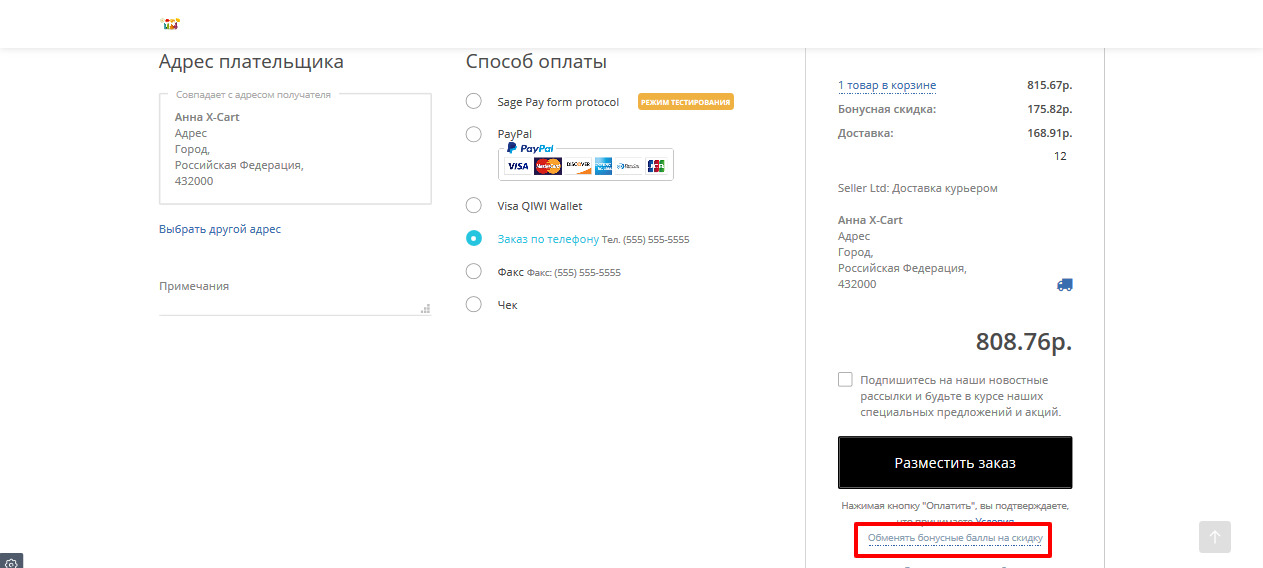 Адрес плательщика
Совпадает с адресом получателя
Анна X-Cart
Адрес
Город,
Российская Федерация,
432000
Выбрать другой адрес
Примечания
Способ оплаты
Sage Pay form protocol РЕЖИМ ТЕСТИРОВАНИЯ
PayPal
PayPal
VISA MasterCard DISCOVER JCB
Visa QIWI Wallet
Заказ по телефону Тел. (555) 555-5555
Факс Факс: (555) 555-5555
Чек
1 товар в корзине 815.67р.
Бонусная скидка: 175.82р.
Доставка: 168.91р.
12
Seller Ltd: Доставка курьером
Анна X-Cart
Адрес
Город,
Российская Федерация,
432000
808.76р.
Подпишитесь на наши новостные
рассылки и будьте в курсе наших
специальных предложений и акций.
Разместить заказ
Нажимая кнопку "Оплатить", вы подтверждаете,
что принимаете Условия
Обменять бонусные баллы на скидку